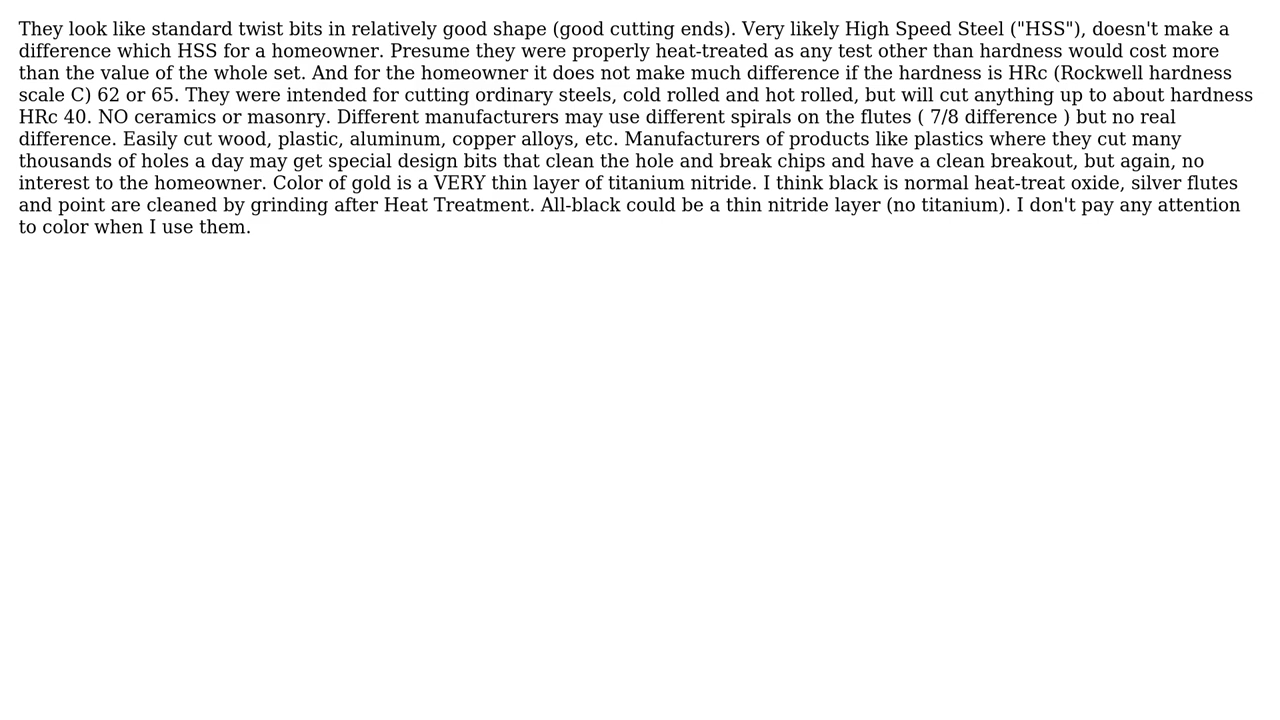 They look like standard twist bits in relatively good shape (good cutting ends). Very likely High Speed Steel ("HSS"), doesn't make a
difference which HSS for a homeowner. Presume they were properly heat-treated as any test other than hardness would cost more
than the value of the whole set. And for the homeowner it does not make much difference if the hardness is HRc (Rockwell hardness
scale C) 62 or 65. They were intended for cutting ordinary steels, cold rolled and hot rolled, but will cut anything up to about hardness
HRc 40. NO ceramics or masonry. Different manufacturers may use different spirals on the flutes ( 7/8 difference ) but no real
difference. Easily cut wood, plastic, aluminum, copper alloys, etc. Manufacturers of products like plastics where they cut many
thousands of holes a day may get special design bits that clean the hole and break chips and have a clean breakout, but again, no
interest to the homeowner. Color of gold is a VERY thin layer of titanium nitride. I think black is normal heat-treat oxide, silver flutes
and point are cleaned by grinding after Heat Treatment. All-black could be a thin nitride layer (no titanium). I don't pay any attention
to color when I use them.